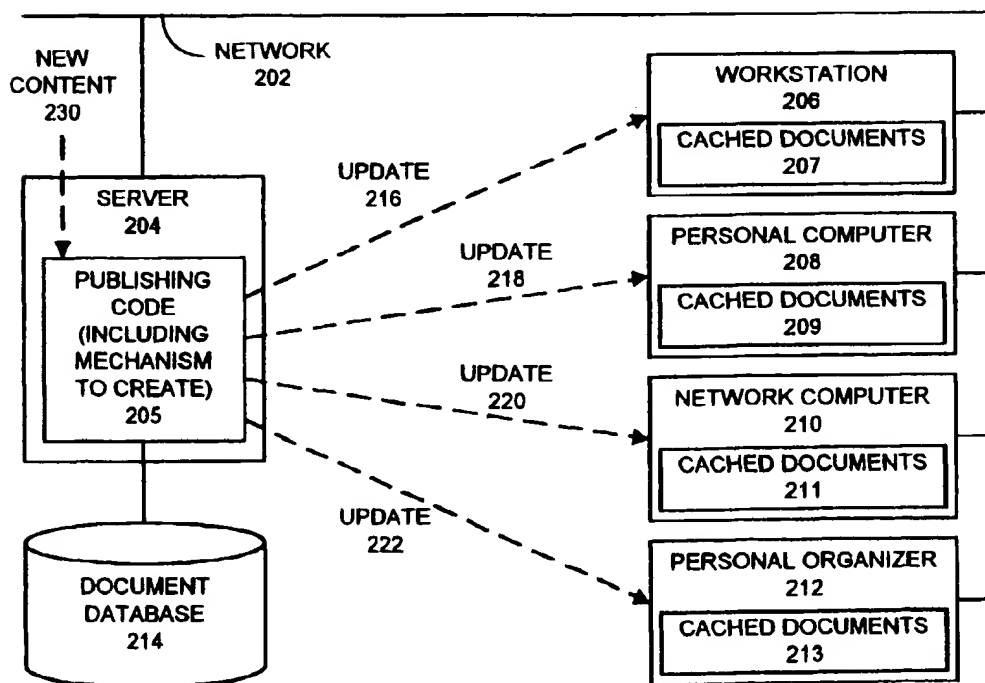 NEW
CONTENT
230
NETWORK
202
SERVER
204
PUBLISHING
CODE
(INCLUDING
MECHANISM
TO CREATE)
205
DOCUMENT
DATABASE
214
UPDATE
216
UPDATE
218
UPDATE
220
UPDATE
222
WORKSTATION
206
CACHED DOCUMENTS
207
PERSONAL COMPUTER
208
CACHED DOCUMENTS
209
NETWORK COMPUTER
210
CACHED DOCUMENTS
211
PERSONAL ORGANIZER
212
CACHED DOCUMENTS
213